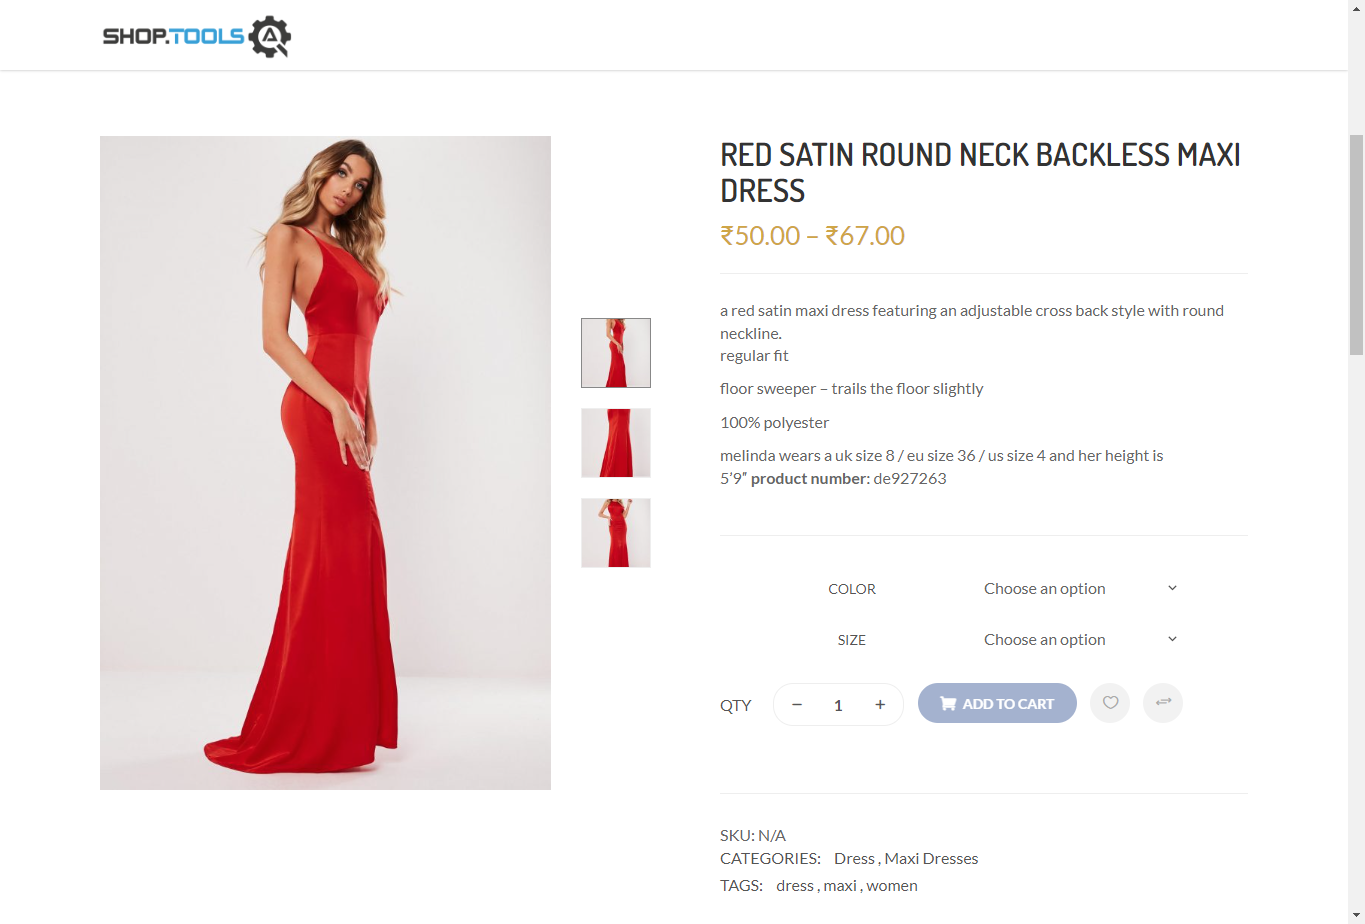 SHOP.TOOLS
RED SATIN ROUND NECK BACKLESS MAXI
DRESS
₹50.00 – ₹67.00
a red satin maxi dress featuring an adjustable cross back style with round
neckline.
regular fit
floor sweeper – trails the floor slightly
100% polyester
melinda wears a uk size 8 / eu size 36 / us size 4 and her height is
5’9″ product number: de927263
COLOR Choose an option
SIZE Choose an option
QTY − 1 + ADD TO CART
SKU: N/A
CATEGORIES: Dress , Maxi Dresses
TAGS: dress , maxi , women